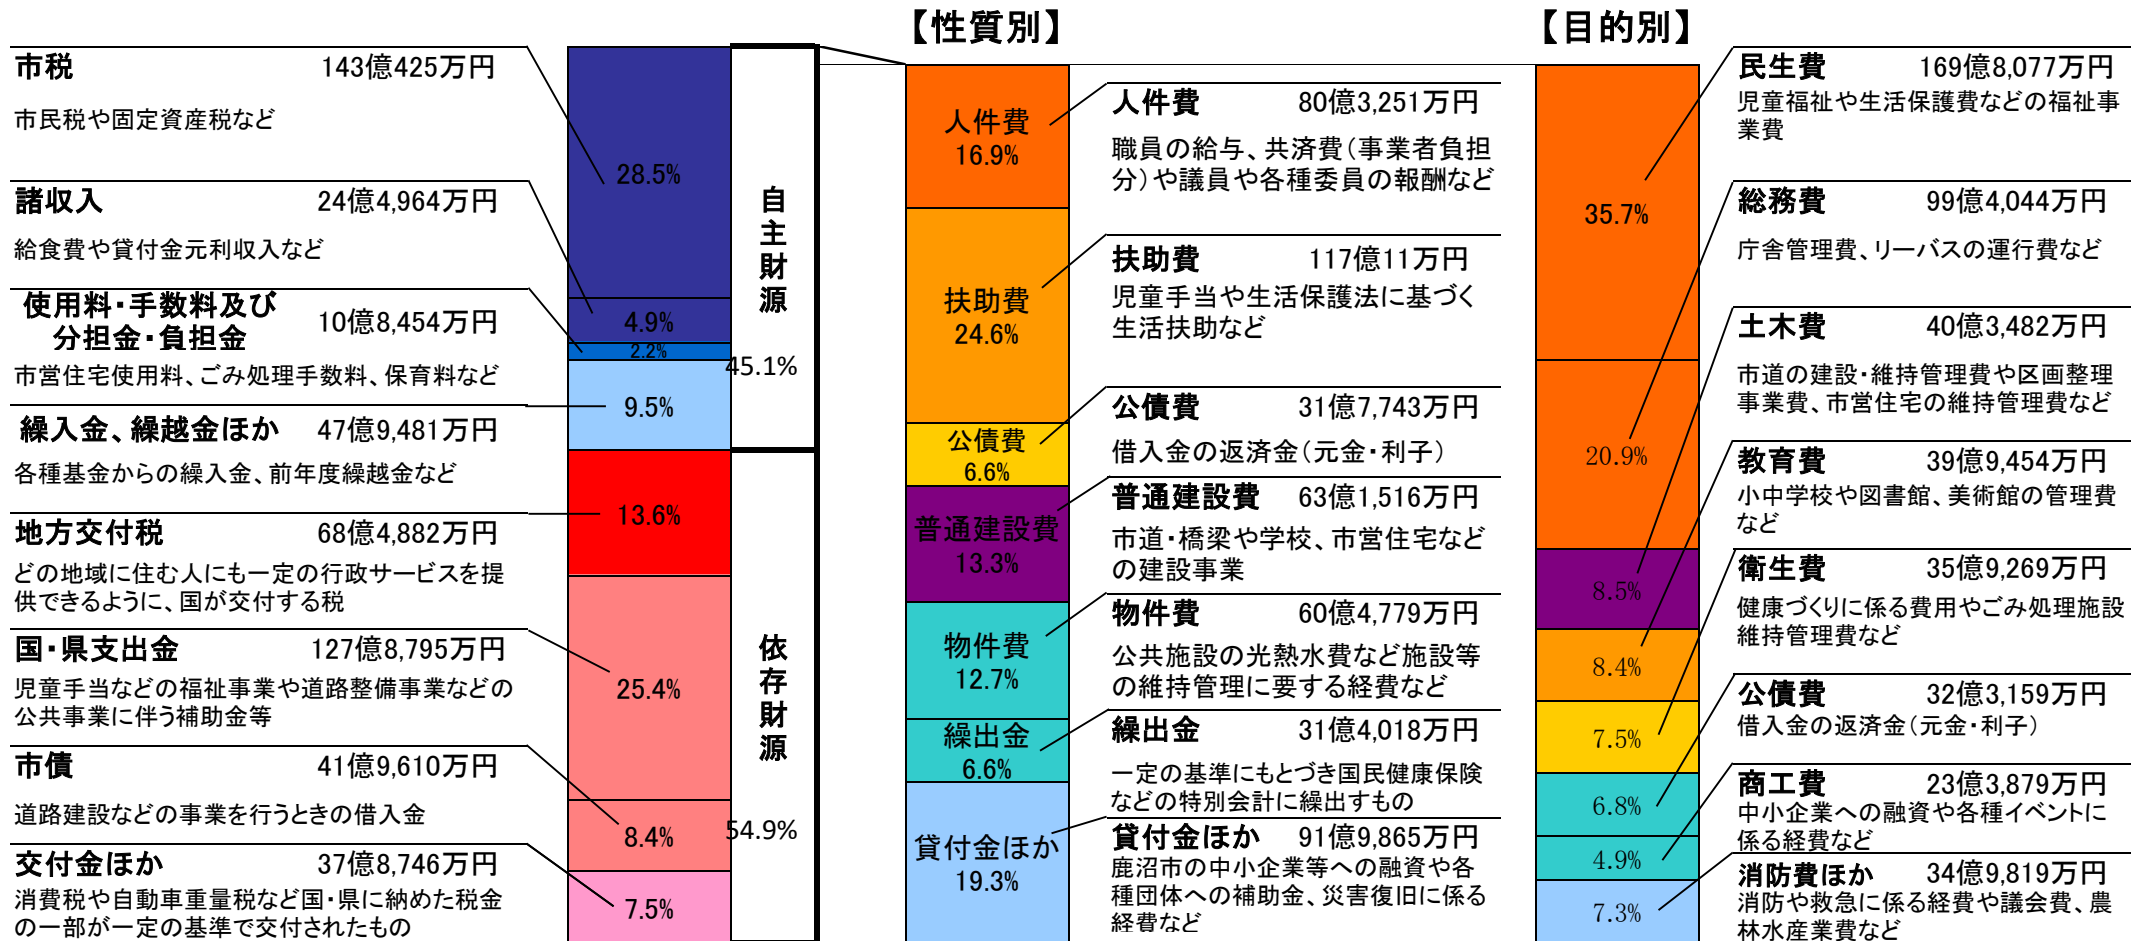 【性質別】
【目的別】
市税 143億425万円
市民税や固定資産税など
諸収入 24億4,964万円
給食費や貸付金元利収入など
使用料・手数料及び
分担金・負担金 10億8,454万円
市営住宅使用料、ごみ処理手数料、保育料など
繰入金、繰越金ほか 47億9,481万円
各種基金からの繰入金、前年度繰越金など
地方交付税 68億4,882万円
どの地域に住む人にも一定の行政サービスを提
供できるように、国が交付する税
国・県支出金 127億8,795万円
児童手当などの福祉事業や道路整備事業などの
公共事業に伴う補助金等
市債 41億9,610万円
道路建設などの事業を行うときの借入金
交付金ほか 37億8,746万円
消費税や自動車重量税など国・県に納めた税金
の一部が一定の基準で交付されたもの
28.5%
4.9%
2.2%
9.5%
13.6%
25.4%
8.4%
7.5%
自主財源
45.1%
依存財源
54.9%
人件費
16.9%
扶助費
24.6%
公債費
6.6%
普通建設費
13.3%
物件費
12.7%
繰出金
6.6%
貸付金ほか
19.3%
人件費 80億3,251万円
職員の給与、共済費（事業者負担
分）や議員や各種委員の報酬など
扶助費 117億11万円
児童手当や生活保護法に基づく
生活扶助など
公債費 31億7,743万円
借入金の返済金（元金・利子）
普通建設費 63億1,516万円
市道・橋梁や学校、市営住宅など
の建設事業
物件費 60億4,779万円
公共施設の光熱水費など施設等
の維持管理に要する経費など
繰出金 31億4,018万円
一定の基準にもとづき国民健康保険
などの特別会計に繰出すもの
貸付金ほか 91億9,865万円
鹿沼市の中小企業等への融資や各
種団体への補助金、災害復旧に係る
経費など
35.7%
20.9%
8.5%
8.4%
7.5%
6.8%
4.9%
7.3%
民生費 169億8,077万円
児童福祉や生活保護費などの福祉事
業費
総務費 99億4,044万円
庁舎管理費、リーバスの運行費など
土木費 40億3,482万円
市道の建設・維持管理費や区画整理
事業費、市営住宅の維持管理費など
教育費 39億9,454万円
小中学校や図書館、美術館の管理費
など
衛生費 35億9,269万円
健康づくりに係る費用やごみ処理施設
維持管理費など
公債費 32億3,159万円
借入金の返済金（元金・利子）
商工費 23億3,879万円
中小企業への融資や各種イベントに
係る経費など
消防費ほか 34億9,819万円
消防や救急に係る経費や議会費、農
林水産業費など